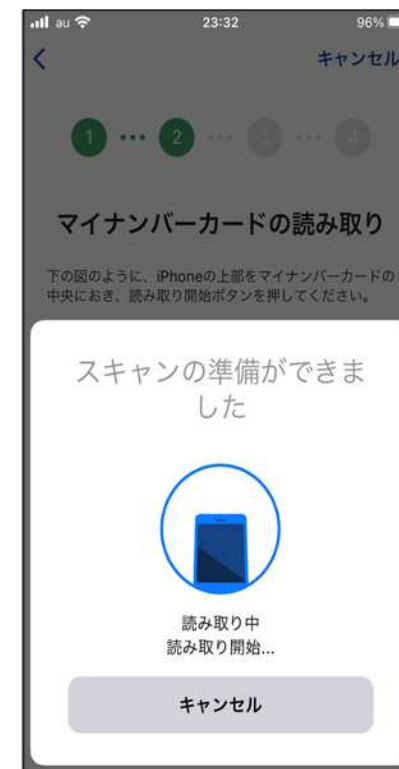 au 23:32 96%
キャンセル
1 2 3 4
マイナンバーカードの読み取り
下の図のように、iPhoneの上部をマイナンバーカードの
中央におき、読み取り開始ボタンを押してください。
スキャンの準備ができま
した
読み取り中
読み取り開始...
キャンセル